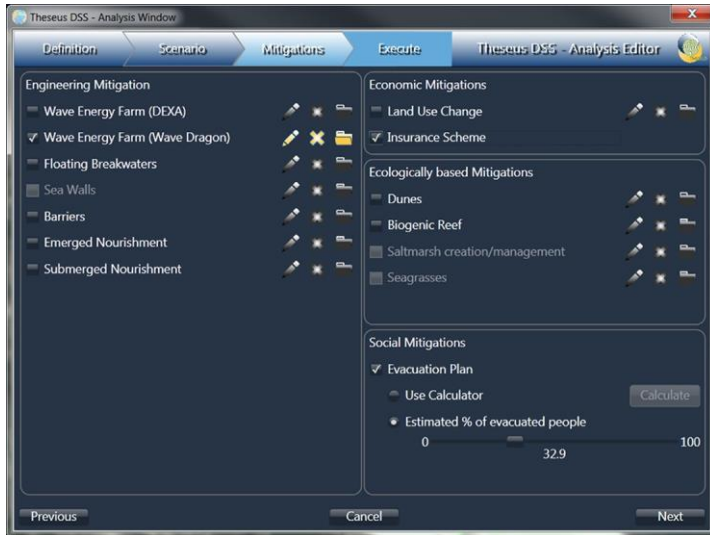 Theseus DSS - Analysis Window
Definition
Scenario
Mitigations
Execute
Theseus DSS - Analysis Editor
Engineering Mitigation
Wave Energy Farm (DEXA)
Wave Energy Farm (Wave Dragon)
Floating Breakwaters
Sea Walls
Barriers
Emerged Nourishment
Submerged Nourishment
Economic Mitigations
Land Use Change
Insurance Scheme
Ecologically based Mitigations
Dunes
Biogenic Reef
Saltmarsh creation/management
Seagrasses
Social Mitigations
Evacuation Plan
Use Calculator
Calculate
Estimated % of evacuated people
0
100
32.9
Previous
Cancel
Next